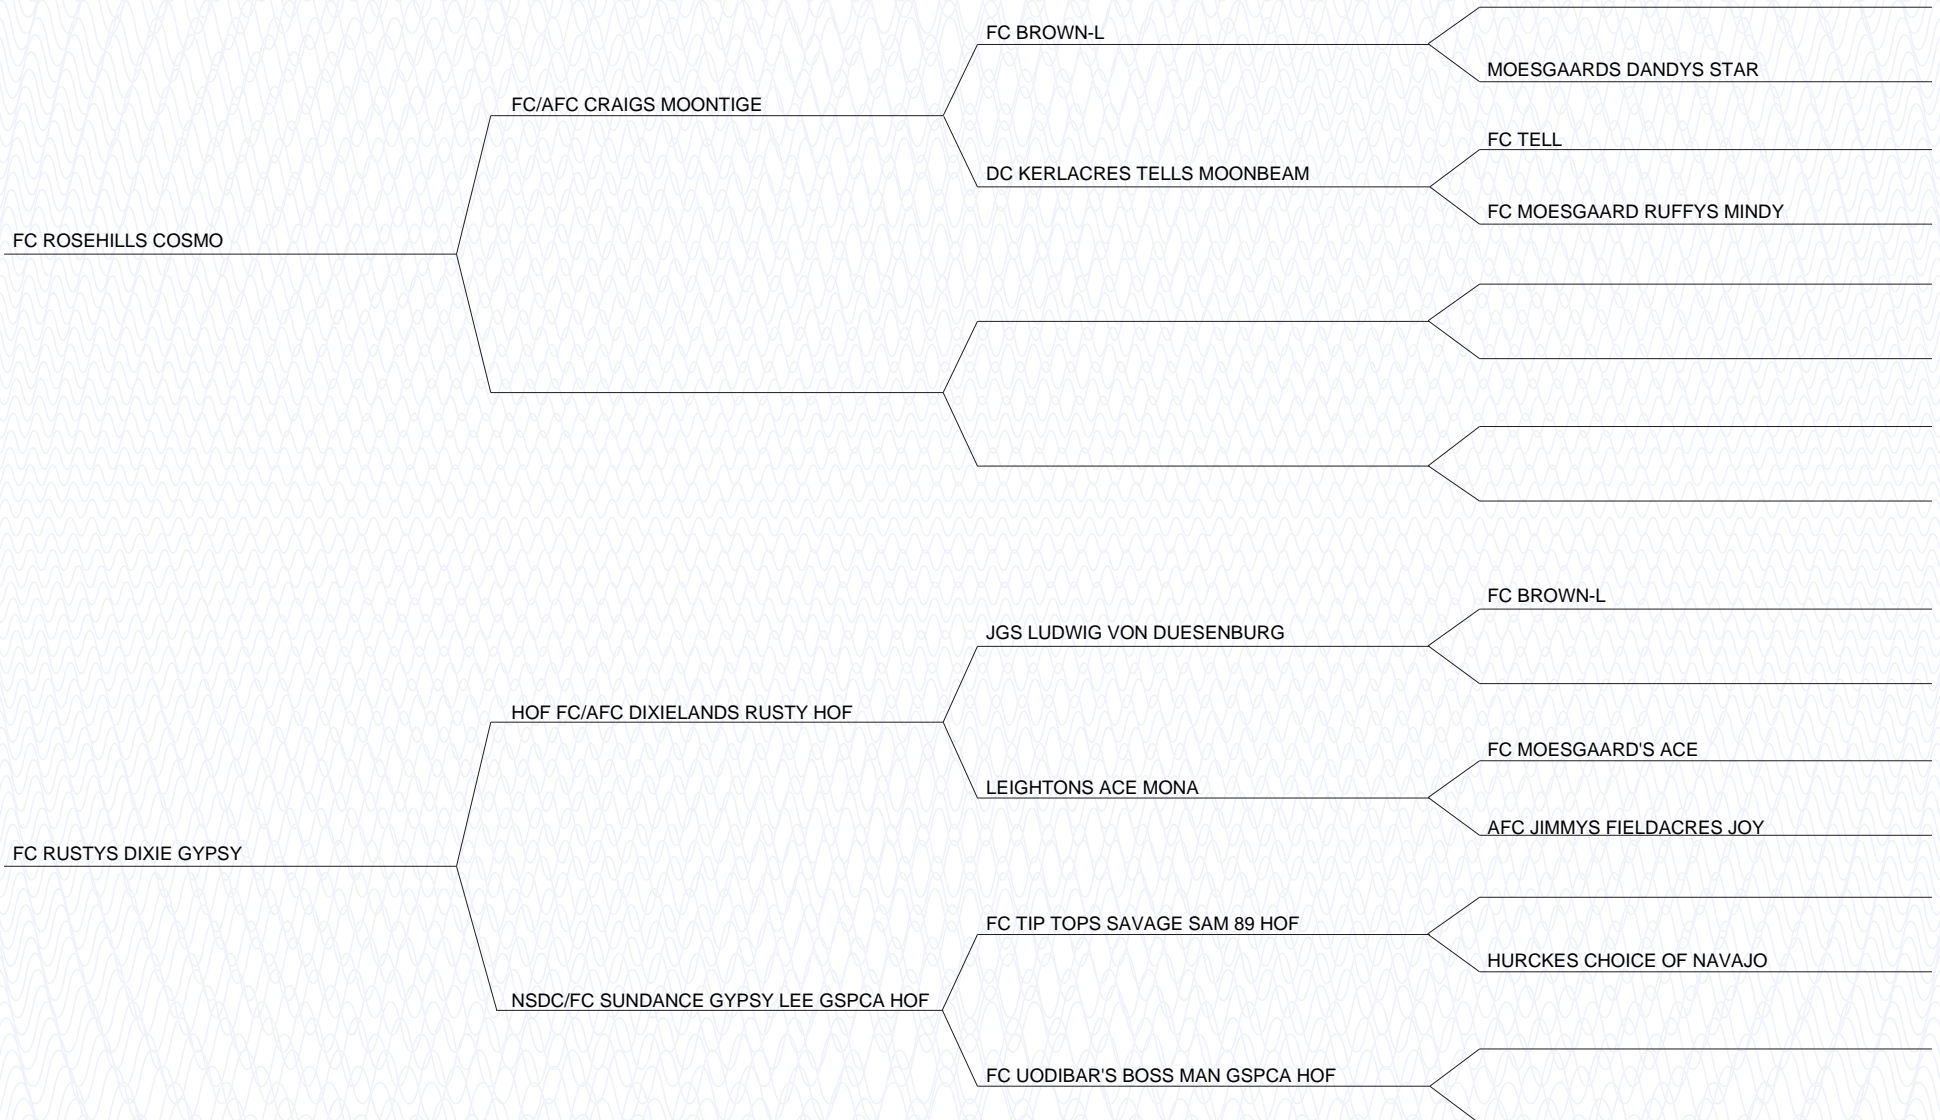 FC BROWN-L
MOESGAARDS DANDYS STAR
FC/AFC CRAIGS MOONTIGE
FC TELL
DC KERLACRES TELLS MOONBEAM
FC MOESGAARD RUFFYS MINDY
FC ROSEHILLS COSMO
FC BROWN-L
JGS LUDWIG VON DUESENBURG
HOF FC/AFC DIXIELANDS RUSTY HOF
FC MOESGAARD'S ACE
LEIGHTONS ACE MONA
AFC JIMMYS FIELDACRES JOY
FC RUSTYS DIXIE GYPSY
FC TIP TOPS SAVAGE SAM 89 HOF
HURCKES CHOICE OF NAVAJO
NSDC/FC SUNDANCE GYPSY LEE GSPCA HOF
FC UODIBAR'S BOSS MAN GSPCA HOF